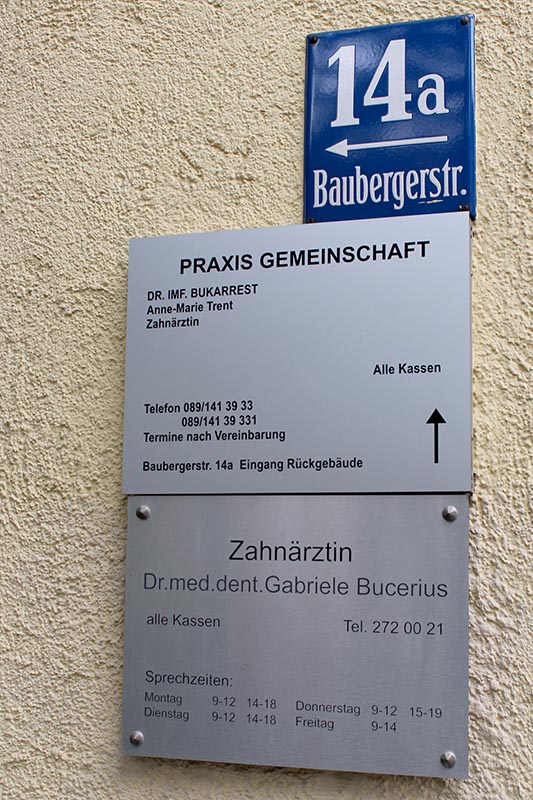 14a
Baubergerstr.
PRAXIS GEMEINSCHAFT
DR. IMF. BUKARREST
Anne-Marie Trent
Zahnärztin
Alle Kassen
Telefon 089/141 39 33
089/141 39 331
Termine nach Vereinbarung
Baubergerstr. 14a Eingang Rückgebäude
Zahnärztin
Dr.med.dent.Gabriele Bucerius
alle Kassen Tel. 272 00 21
Sprechzeiten:
Montag 9-12 14-18 Donnerstag 9-12 15-19
Dienstag 9-12 14-18 Freitag 9-14